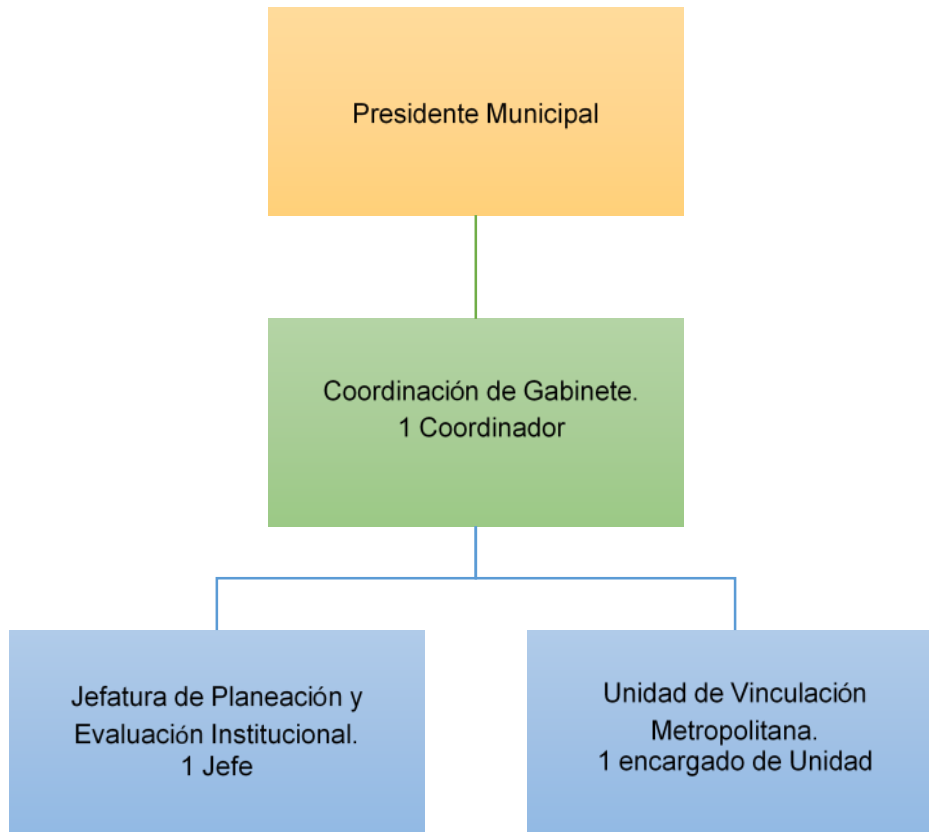 Presidente Municipal
Coordinación de Gabinete.
1 Coordinador
Jefatura de Planeación y
Evaluación Institucional.
1 Jefe
Unidad de Vinculación
Metropolitana.
1 encargado de Unidad